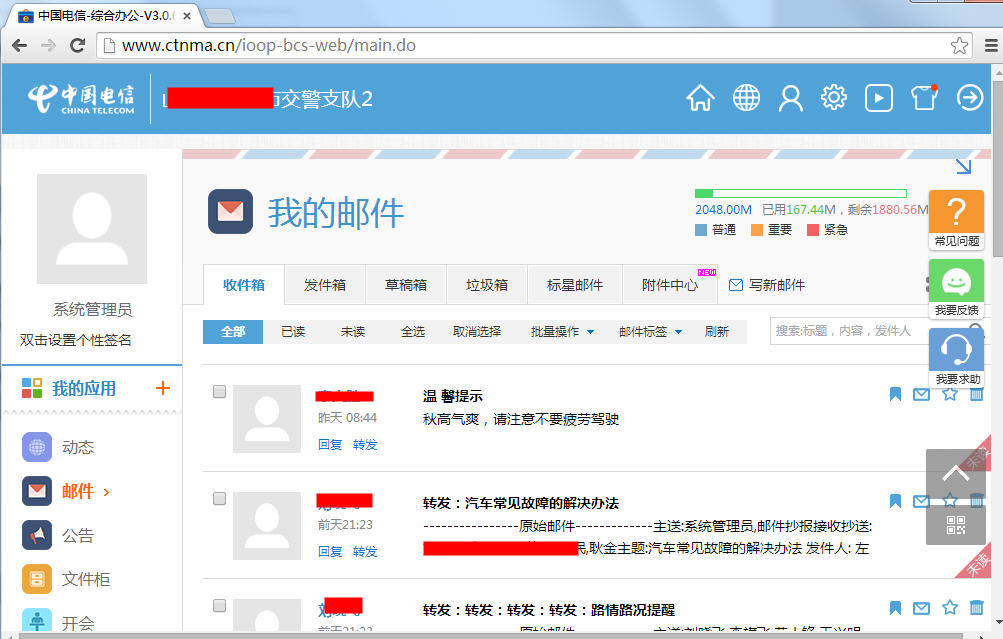 中国电信-综合办公-V3.0.
www.ctnma.cn/ioop-bcs-web/main.do
中国电信
CHINA TELECOM
交警支队2
系统管理员
双击设置个性签名
我的应用
动态
邮件
公告
文件柜
开会
我的邮件
2048.00M 已用167.44M，剩余1880.56M
普通 重要 紧急
常见问题
我要反馈
我要求助
收件箱 发件箱 草稿箱 垃圾箱 标星邮件 附件中心 NEW 写新邮件
全部 已读 未读 全选 取消选择 批量操作 邮件标签 刷新 搜索:标题，内容，发件人
温 馨提示
昨天 08:44
秋高气爽，请注意不要疲劳驾驶
回复 转发
未读
转发：汽车常见故障的解决办法
前天21:23
----------------原始邮件-------------主送:系统管理员,邮件抄报接收抄送:
回复 转发
民,耿金主题:汽车常见故障的解决办法 发件人: 左
未读
转发：转发：转发：转发：路情路况提醒